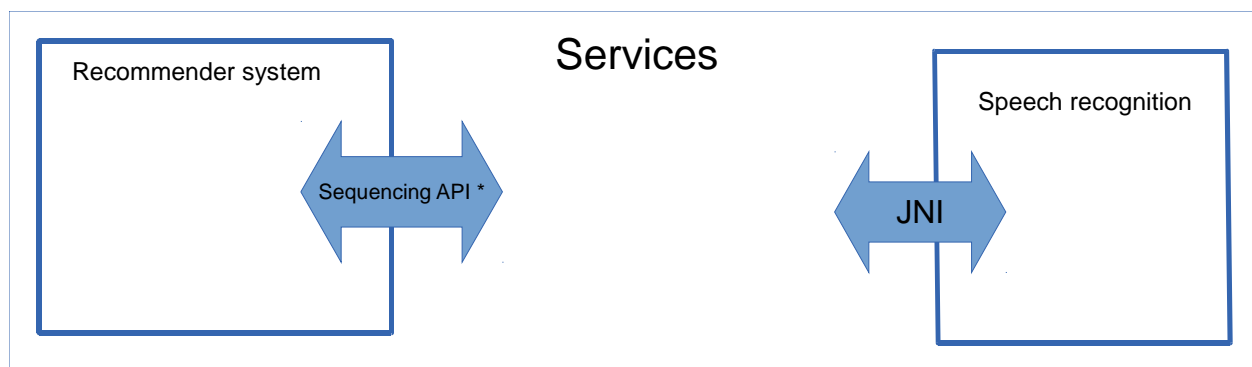 Services
Recommender system
Speech recognition
Sequencing API *
JNI